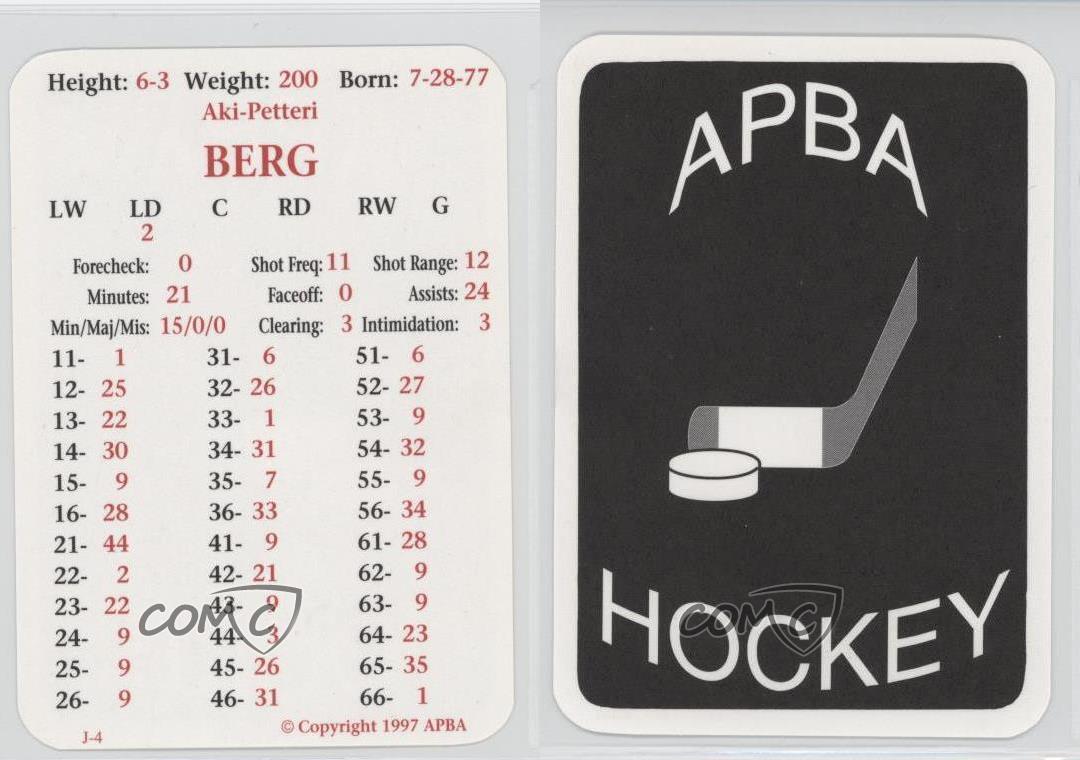 Height: 6-3 Weight: 200 Born: 7-28-77
Aki-Petteri
BERG
LW LD C RD RW G
2
Forecheck: 0 Shot Freq: 11 Shot Range: 12
Minutes: 21 Faceoff: 0 Assists: 24
Min/Maj/Mis: 15/0/0 Clearing: 3 Intimidation: 3
11- 1 31- 6 51- 6
12- 25 32- 26 52- 27
13- 22 33- 1 53- 9
14- 30 34- 31 54- 32
15- 9 35- 7 55- 9
16- 28 36- 33 56- 34
21- 44 41- 9 61- 28
22- 2 42- 21 62- 9
23- 22 43- 9 63- 9
24- 9 44- 3 64- 23
25- 9 45- 26 65- 35
26- 9 46- 31 66- 1
J-4 © Copyright 1997 APBA
COMC
APBA
HOCKEY
COMC